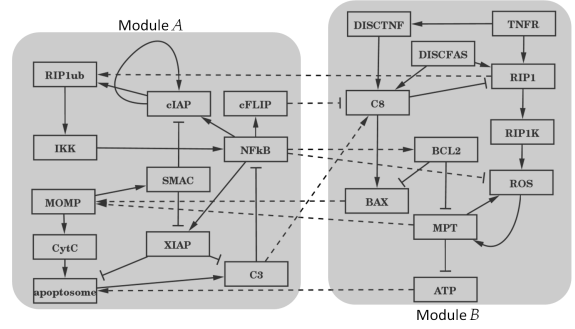 Module A
RIP1ub
cIAP
cFLIP
IKK
NFkB
SMAC
MOMP
XIAP
CytC
C3
apoptosome
Module B
DISCTNF
TNFR
DISCFAS
RIP1
C8
RIP1K
BCL2
ROS
BAX
MPT
ATP